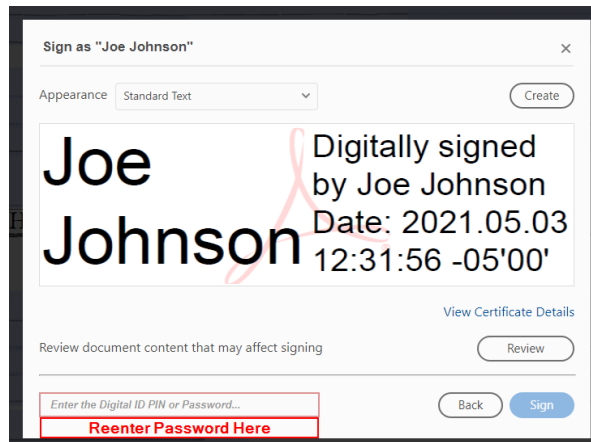 Sign as "Joe Johnson"
Appearance Standard Text
Create
Joe
Johnson
Digitally signed
by Joe Johnson
Date: 2021.05.03
12:31:56 -05'00'
View Certificate Details
Review document content that may affect signing
Review
Enter the Digital ID PIN or Password...
Back
Sign
Reenter Password Here
H